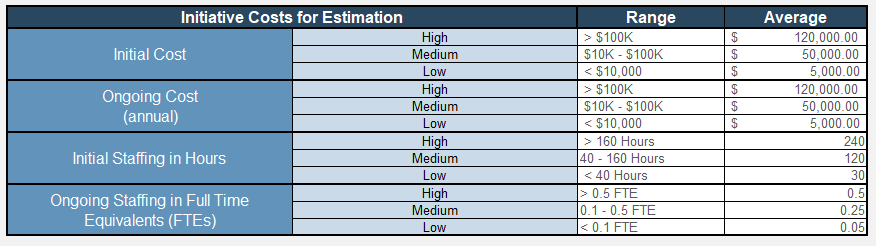 Initiative Costs for Estimation Range Average
Initial Cost High > $100K $ 120,000.00
Medium $10K - $100K $ 50,000.00
Low < $10,000 $ 5,000.00
Ongoing Cost (annual) High > $100K $ 120,000.00
Medium $10K - $100K $ 50,000.00
Low < $10,000 $ 5,000.00
Initial Staffing in Hours High > 160 Hours 240
Medium 40 - 160 Hours 120
Low < 40 Hours 30
Ongoing Staffing in Full Time Equivalents (FTEs) High > 0.5 FTE 0.5
Medium 0.1 - 0.5 FTE 0.25
Low < 0.1 FTE 0.05